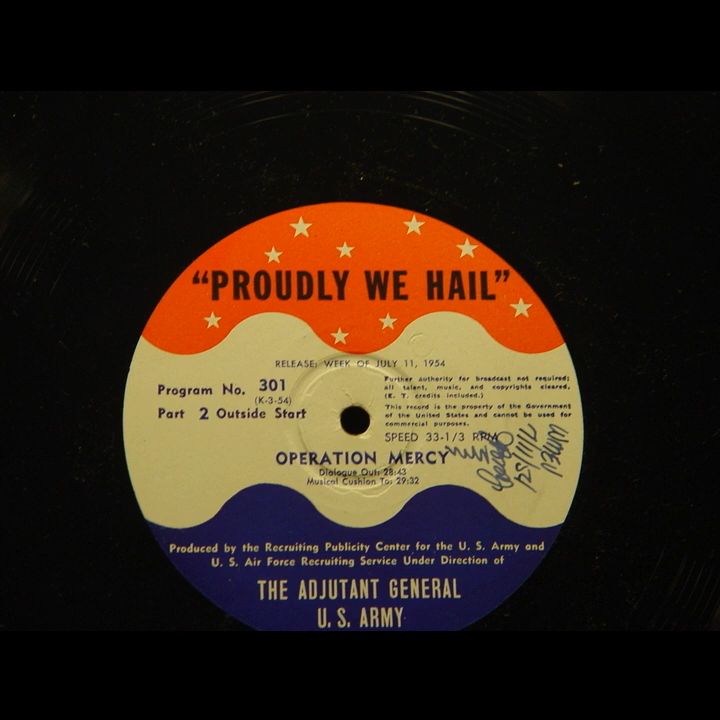 "PROUDLY WE HAIL"
RELEASE: WEEK OF JULY 11, 1954
Program No. 301
(K-3-54)
Part 2 Outside Start
Further authority for broadcast not required;
all talent, music, and copyrights cleared.
(E. T. credits included.)
This record is the property of the Government
of the United States and cannot be used for
commercial purposes.
SPEED 33-1/3 RPM
OPERATION MERCY
Dialogue Out: 28:43
Musical Cushion To: 29:32
Produced by the Recruiting Publicity Center for the U. S. Army and
U. S. Air Force Recruiting Service Under Direction of
THE ADJUTANT GENERAL
U. S. ARMY